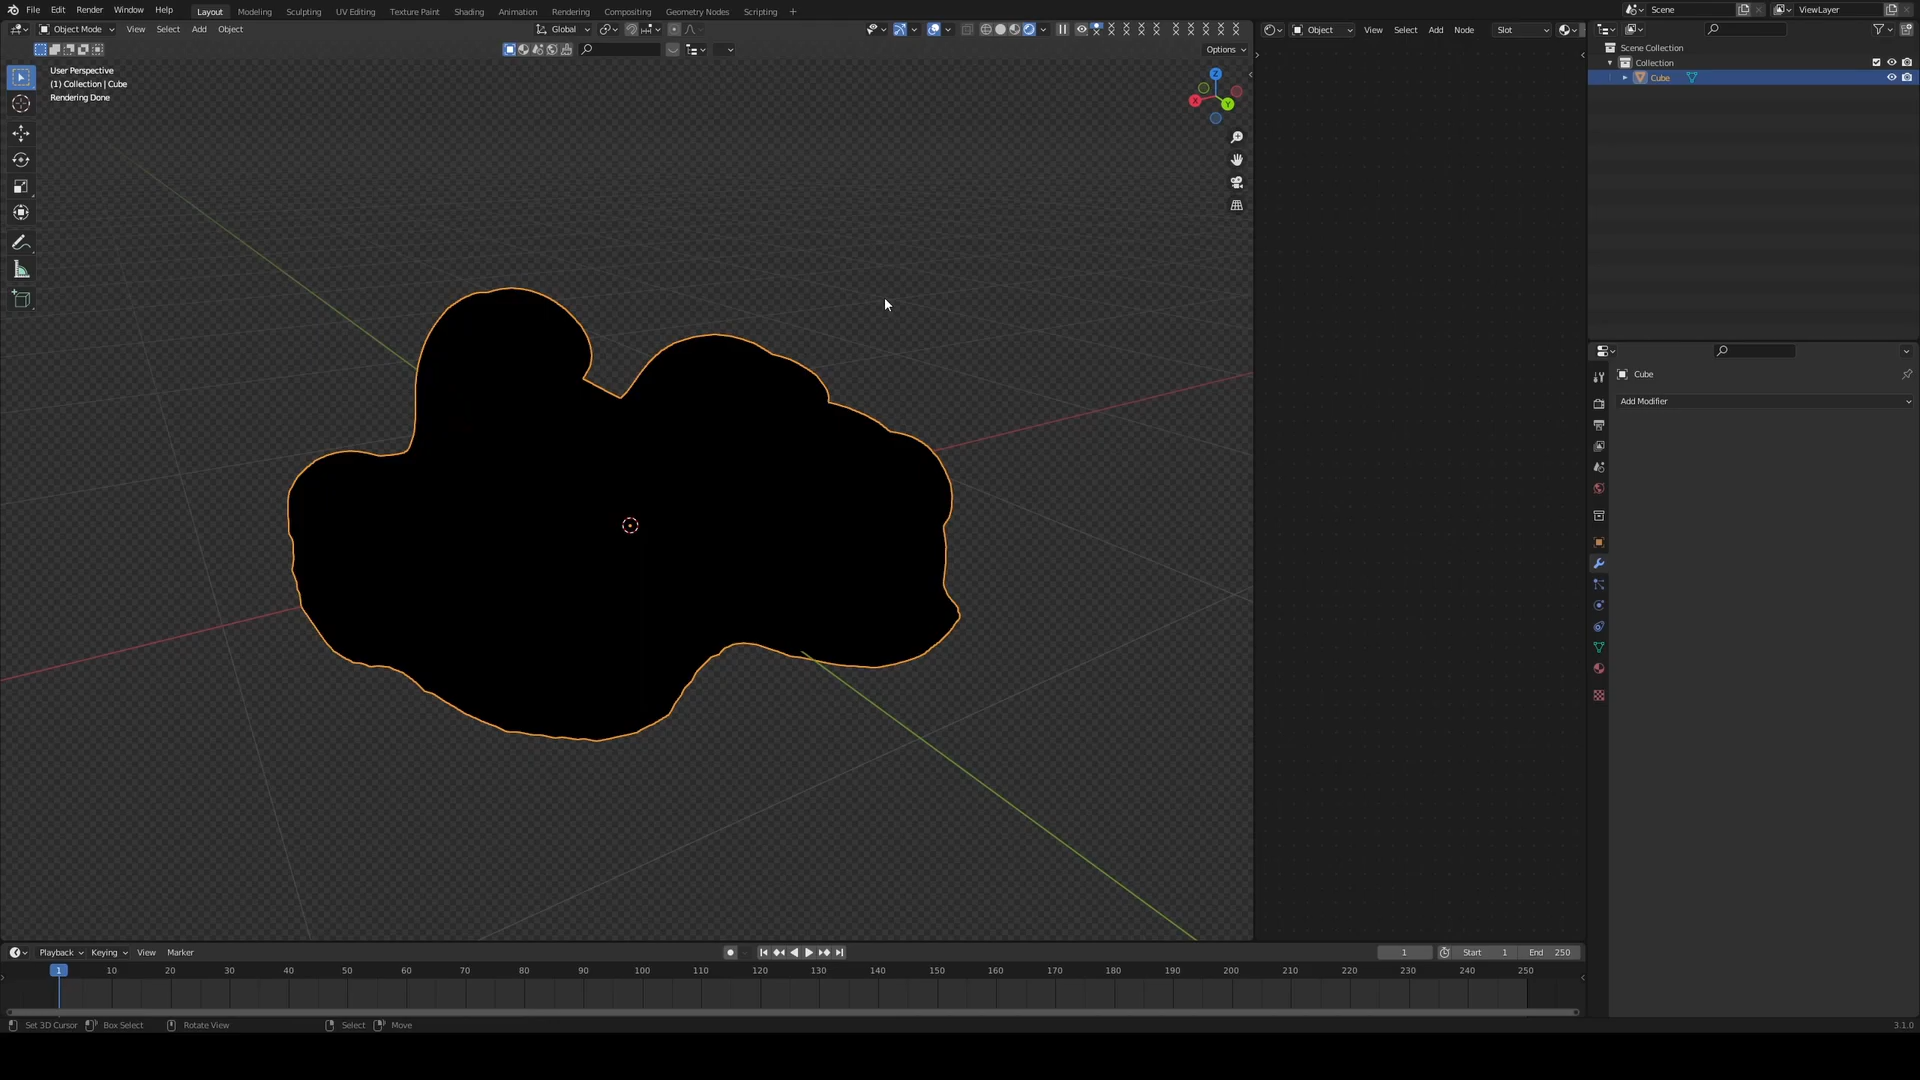 File Edit Render Window Help Layout Modeling Sculpting UV Editing Texture Paint Shading Animation Rendering Compositing Geometry Nodes Scripting + Scene ViewLayer
Object Mode View Select Add Object Global Object View Select Add Node Slot
Options
User Perspective
(1) Collection | Cube
Rendering Done
Z
X
Y
Scene Collection
Collection
Cube
Cube
Add Modifier
Playback Keying View Marker 1 Start 1 End 250
1 10 20 30 40 50 60 70 80 90 100 110 120 130 140 150 160 170 180 190 200 210 220 230 240 250
Set 3D Cursor Box Select Rotate View Select Move 3.1.0